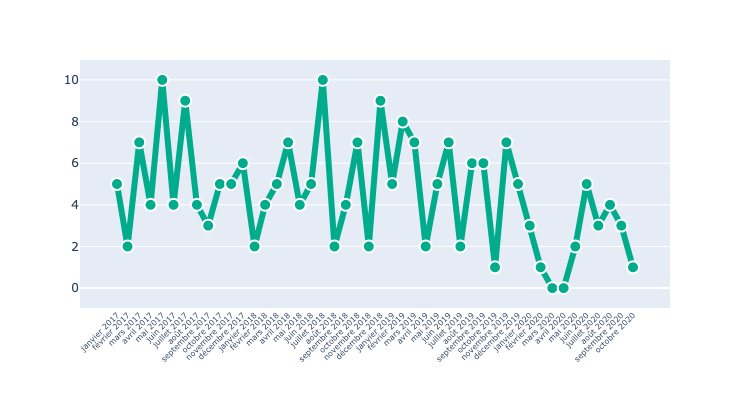 10
8
6
4
2
0
janvier 2017
février 2017
mars 2017
avril 2017
mai 2017
juin 2017
juillet 2017
août 2017
septembre 2017
octobre 2017
novembre 2017
décembre 2017
janvier 2018
février 2018
mars 2018
avril 2018
mai 2018
juin 2018
juillet 2018
août 2018
septembre 2018
octobre 2018
novembre 2018
décembre 2018
janvier 2019
février 2019
mars 2019
avril 2019
mai 2019
juin 2019
juillet 2019
août 2019
septembre 2019
octobre 2019
novembre 2019
décembre 2019
janvier 2020
février 2020
mars 2020
avril 2020
mai 2020
juin 2020
juillet 2020
août 2020
septembre 2020
octobre 2020